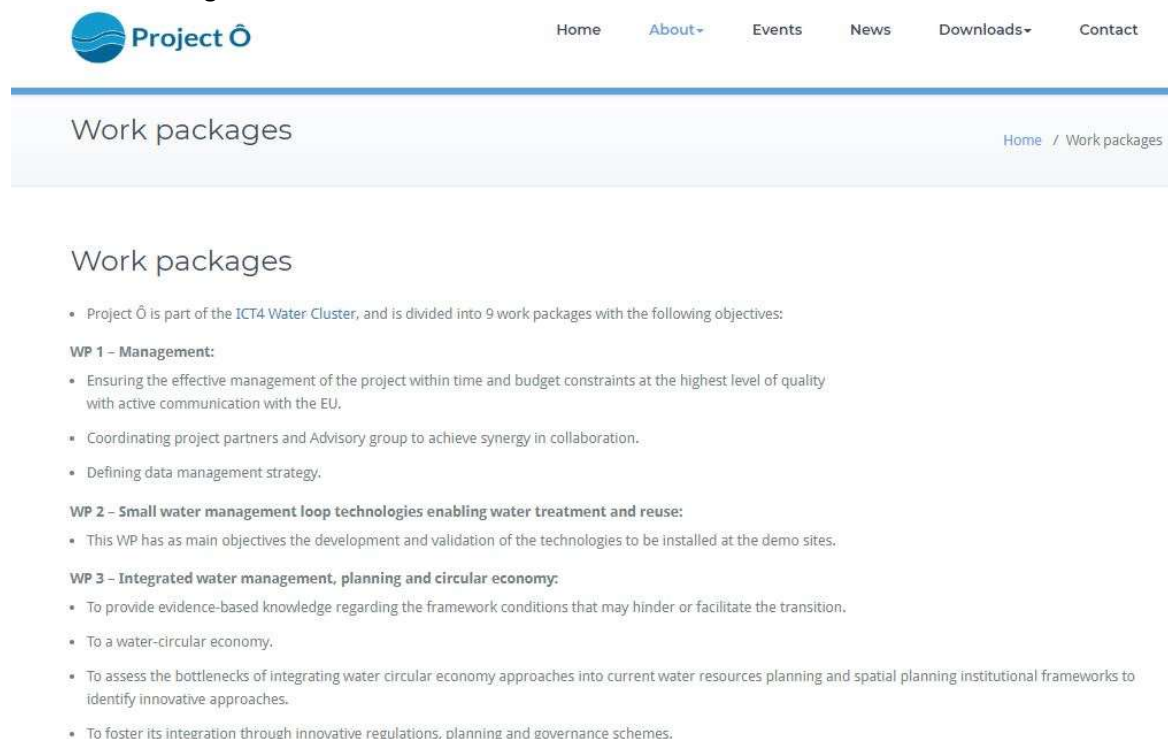 Project Ô
Home About Events News Downloads Contact
Work packages
Home / Work packages
Work packages
• Project Ô is part of the ICT4 Water Cluster, and is divided into 9 work packages with the following objectives:
WP 1 – Management:
• Ensuring the effective management of the project within time and budget constraints at the highest level of quality
with active communication with the EU.
• Coordinating project partners and Advisory group to achieve synergy in collaboration.
• Defining data management strategy.
WP 2 – Small water management loop technologies enabling water treatment and reuse:
• This WP has as main objectives the development and validation of the technologies to be installed at the demo sites.
WP 3 – Integrated water management, planning and circular economy:
• To provide evidence-based knowledge regarding the framework conditions that may hinder or facilitate the transition.
• To a water-circular economy.
• To assess the bottlenecks of integrating water circular economy approaches into current water resources planning and spatial planning institutional frameworks to
identify innovative approaches.
• To foster its integration through innovative regulations, planning and governance schemes.